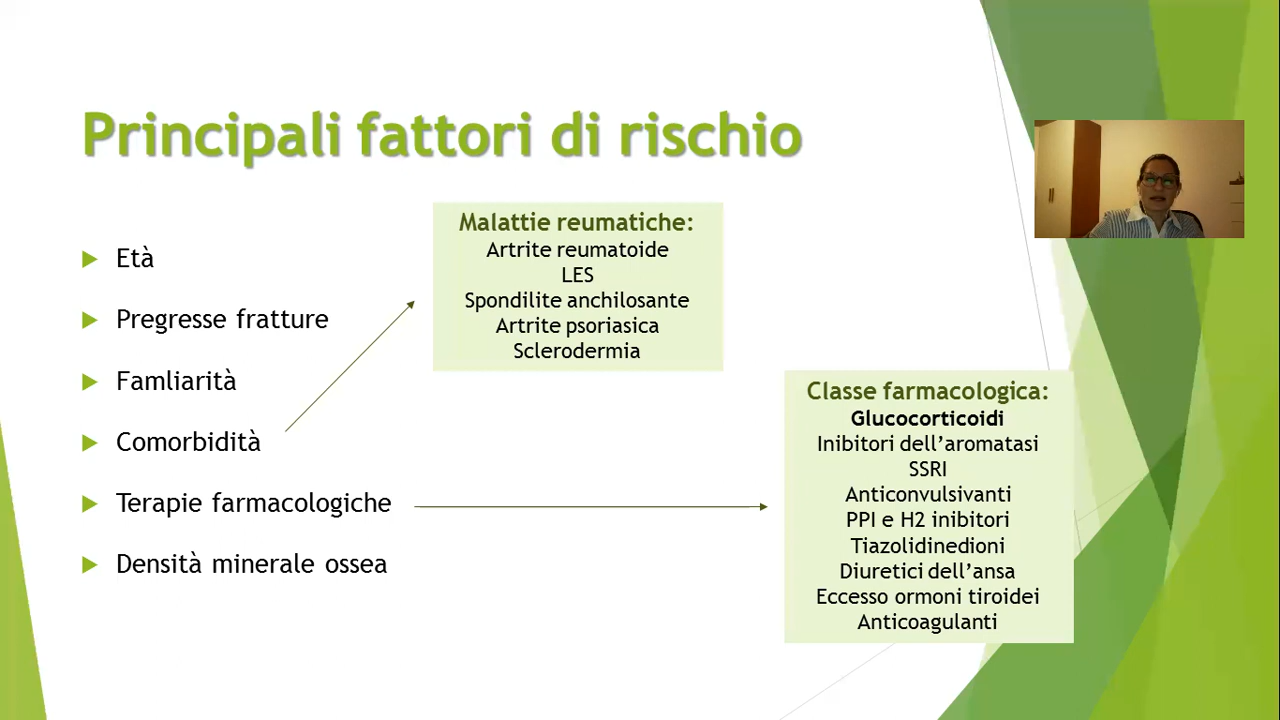 Principali fattori di rischio
Età
Pregresse fratture
Famliarità
Comorbidità
Terapie farmacologiche
Densità minerale ossea
Malattie reumatiche:
Artrite reumatoide
LES
Spondilite anchilosante
Artrite psoriasica
Sclerodermia
Classe farmacologica:
Glucocorticoidi
Inibitori dell’aromatasi
SSRI
Anticonvulsivanti
PPI e H2 inibitori
Tiazolidinedioni
Diuretici dell’ansa
Eccesso ormoni tiroidei
Anticoagulanti